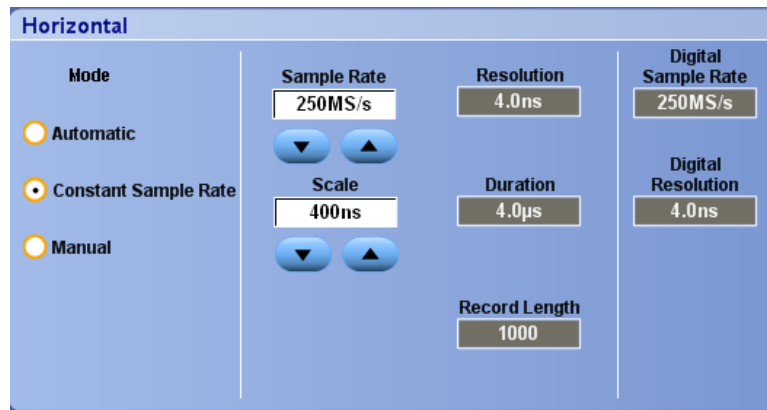 Horizontal
Mode
Automatic
Constant Sample Rate
Manual
Sample Rate
250MS/s
Scale
400ns
Resolution
4.0ns
Duration
4.0µs
Record Length
1000
Digital
Sample Rate
250MS/s
Digital
Resolution
4.0ns